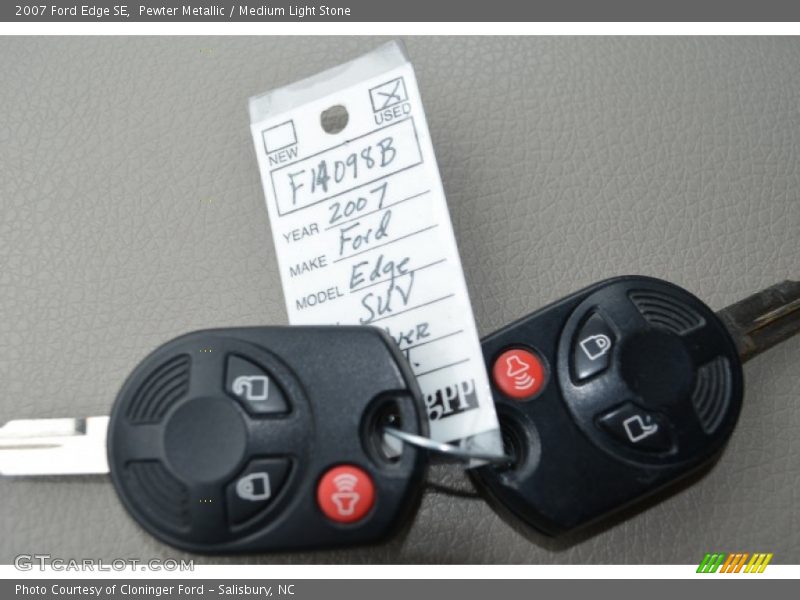 2007 Ford Edge SE,  Pewter Metallic / Medium Light Stone
NEW
USED
F14098B
YEAR 2007
MAKE Ford
MODEL Edge
SUV
gpp
GTcarlot.com
Photo Courtesy of Cloninger Ford - Salisbury, NC